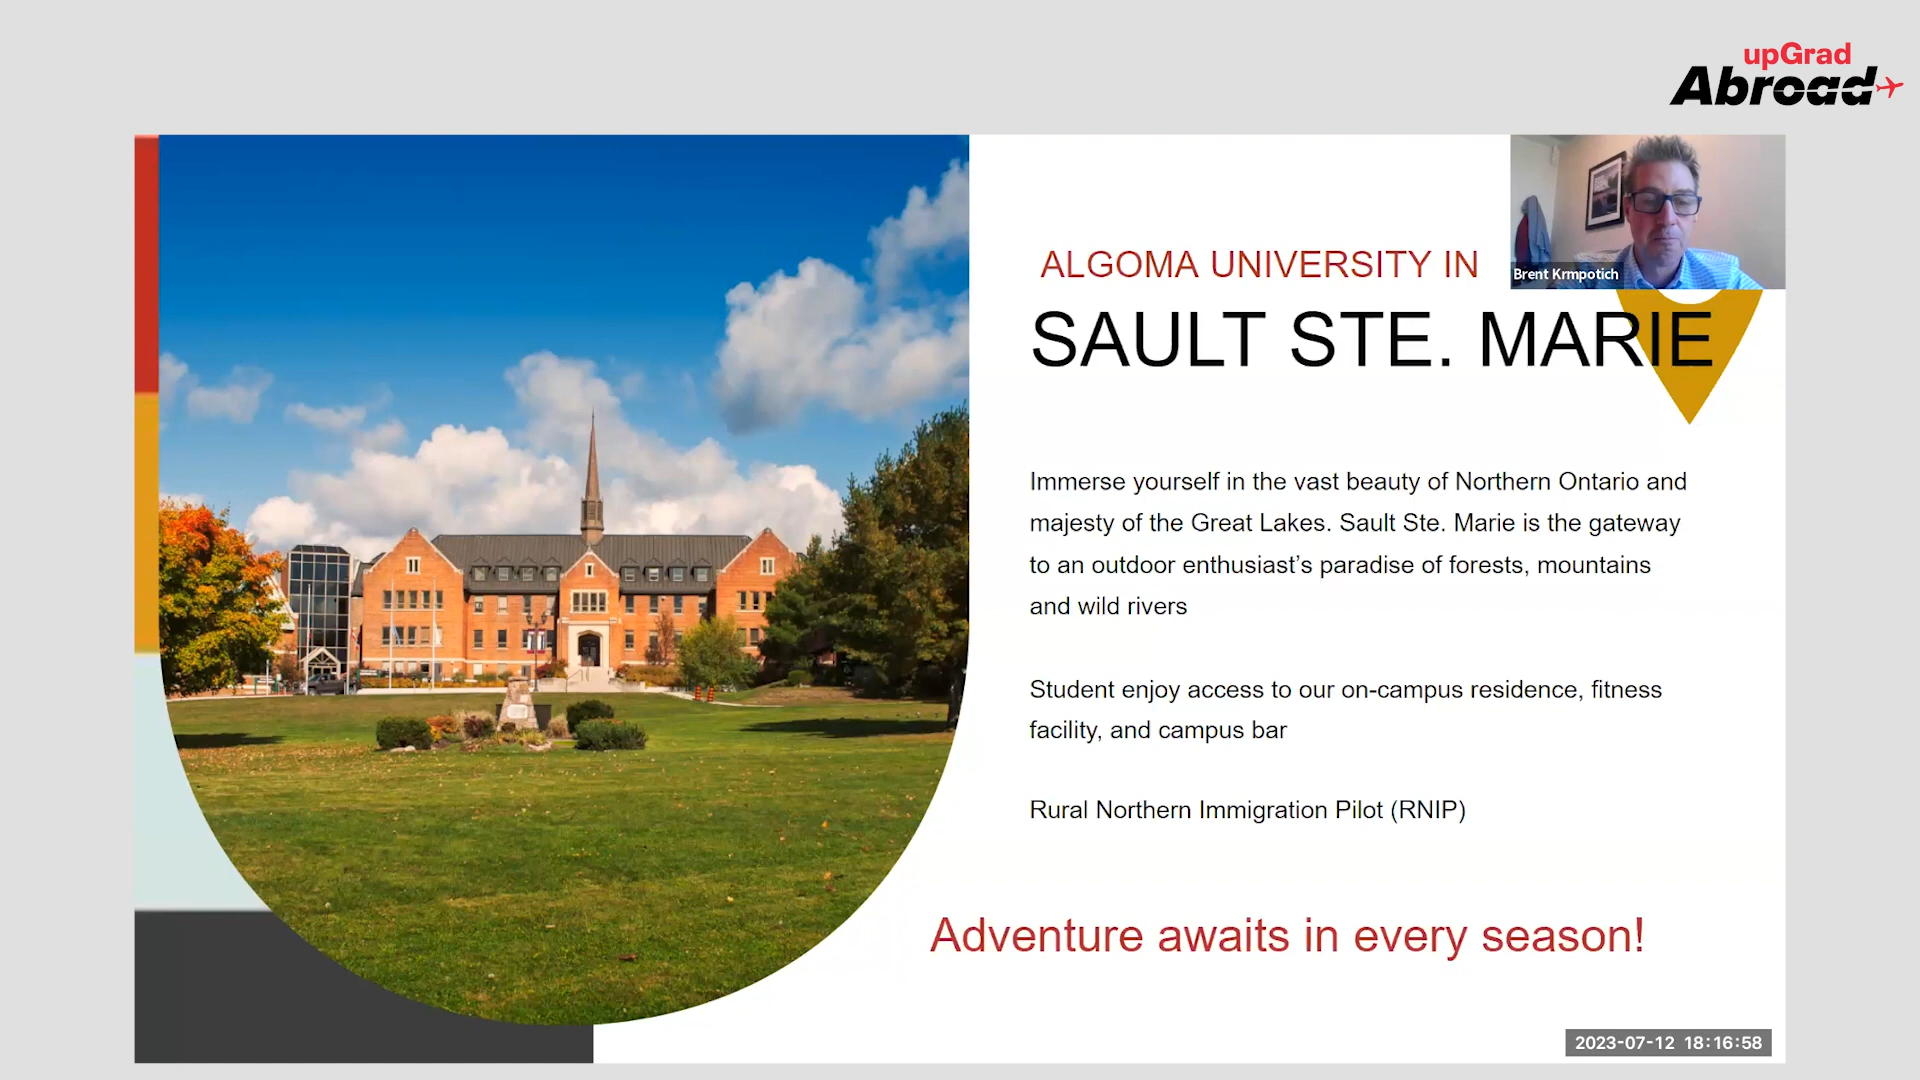 upGrad
Abroad
ALGOMA UNIVERSITY IN
Brent Krmpotich
SAULT STE. MARIE
Immerse yourself in the vast beauty of Northern Ontario and
majesty of the Great Lakes. Sault Ste. Marie is the gateway
to an outdoor enthusiast’s paradise of forests, mountains
and wild rivers
Student enjoy access to our on-campus residence, fitness
facility, and campus bar
Rural Northern Immigration Pilot (RNIP)
Adventure awaits in every season!
2023-07-12 18:16:58